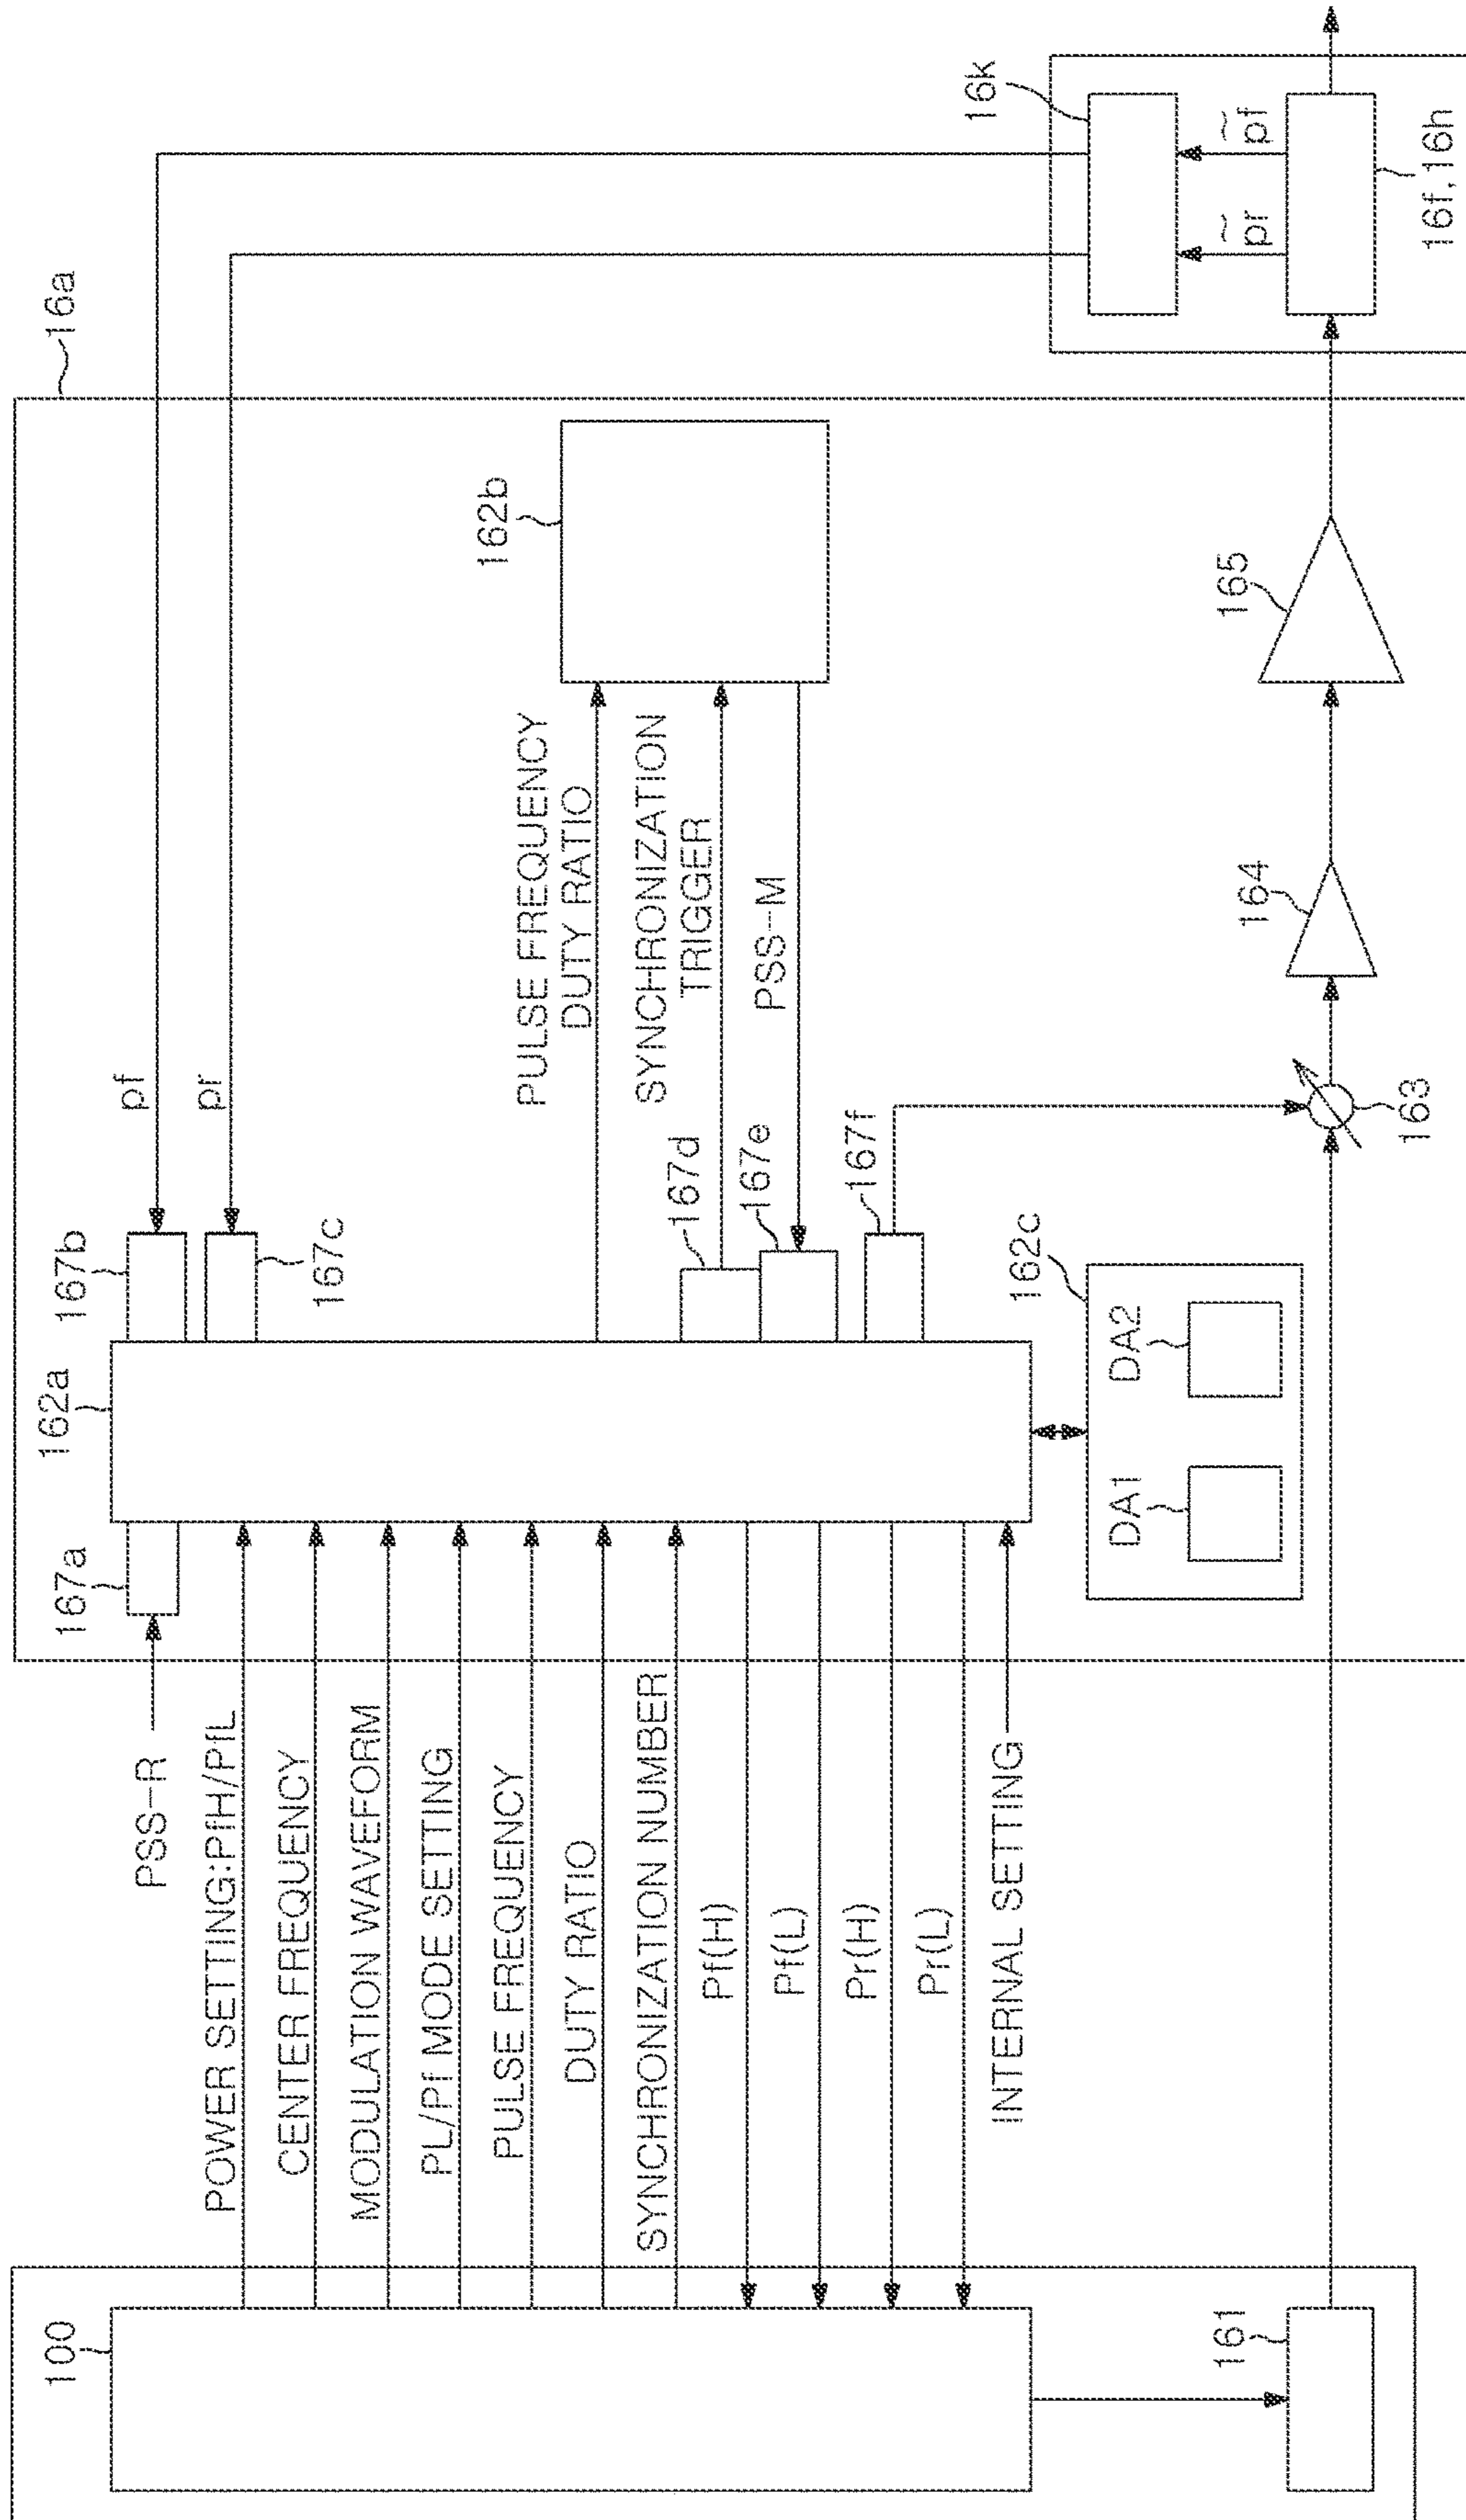 16a
162a
167a
167b
pf
pr
167c
PSS-R
POWER SETTING:PfH/PfL
CENTER FREQUENCY
MODULATION WAVEFORM
PL/Pf MODE SETTING
PULSE FREQUENCY
DUTY RATIO
SYNCHRONIZATION NUMBER
Pf(H)
Pf(L)
Pr(H)
Pr(L)
INTERNAL SETTING
100
161
PULSE FREQUENCY
DUTY RATIO
SYNCHRONIZATION
TRIGGER
PSS-M
162b
167d
167e
167f
162c
DA1
DA2
163
164
165
16k
p̃r
p̃f
16f,16h